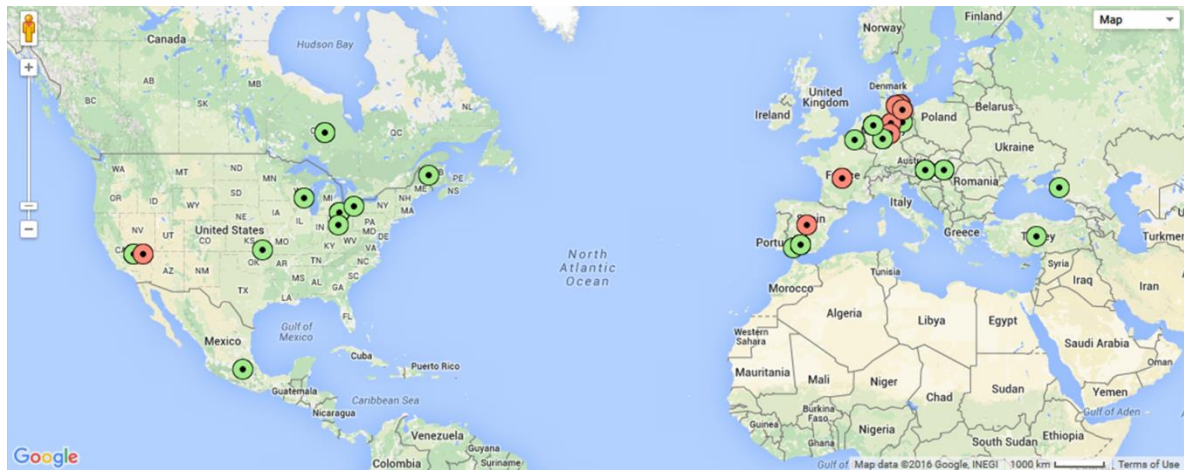 Norway
Finland
Map
Canada
Hudson Bay
AB
MB
BC
SK
NL
QC
Denmark
United
Kingdom
Ireland
Poland
Belarus
Ukraine
WA
MT
ND
MN
PE
NS
ME
OR
ID
SD
WY
MI
NY
NH
MA
Austria
France
Romania
Italy
NV
UT
CO
NE
IA
IL
IN
PA
MD
DE
United States
KS
MO
KY
WV
VA
Spain
Portugal
Greece
Turkey
Turkmen
CA
AZ
NM
OK
AR
TN
NC
SC
MS
AL
GA
TX
LA
FL
North
Atlantic
Ocean
Tunisia
Syria
Iraq
Iran
Morocco
Algeria
Libya
Egypt
Western
Sahara
Saudi Arabia
Oman
Gulf of
Mexico
Mexico
Cuba
Puerto Rico
Mauritania
Mali
Niger
Chad
Sudan
Yemen
Guatemala
Caribbean Sea
Nicaragua
Burkina
Faso
Gulf of Aden
Guinea
Ghana
Nigeria
South Sudan
Ethiopia
Venezuela
Guyana
Colombia
Suriname
Google
Gulf of
Map data ©2016 Google, INEGI
1000 km
Terms of Use